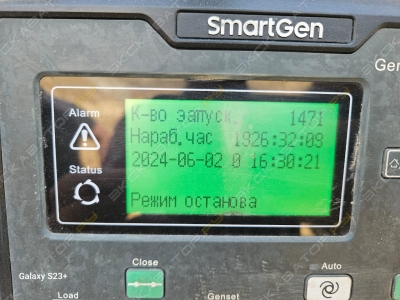 SmartGen
Gen
Alarm
К-во запуск. 1471
Нараб.час 1926:32:09
2024-06-02 0 16:30:21
Status
Режим останова
Close
Auto
Galaxy S23+
Load
Genset